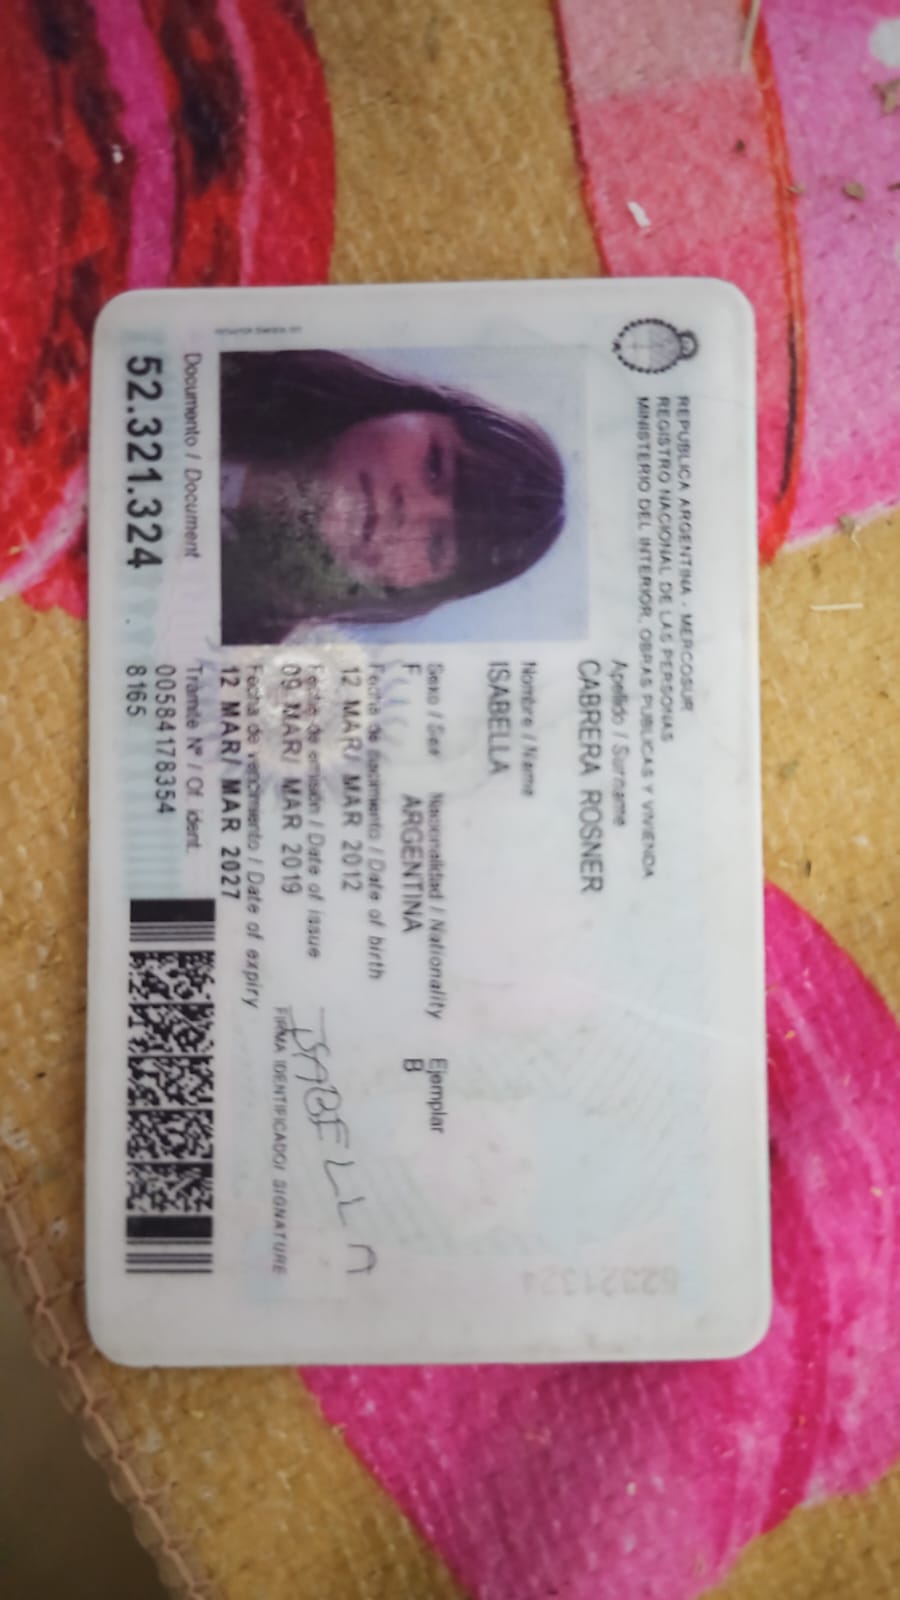 REPUBLICA ARGENTINA - MERCOSUR
REGISTRO NACIONAL DE LAS PERSONAS
MINISTERIO DEL INTERIOR, OBRAS PUBLICAS Y VIVIENDA
Apellido / Surname
CABRERA ROSNER
Nombre / Name
ISABELLA
Sexo / Sex Nacionalidad / Nationality Ejemplar
F ARGENTINA B
Fecha de nacimiento / Date of birth
12 MAR/ MAR 2012
Fecha de emisión / Date of issue
09 MAR/ MAR 2019
Fecha de vencimiento / Date of expiry
12 MAR/ MAR 2027
ISABELLA
FIRMA IDENTIFICADO/ SIGNATURE
Documento / Document
52.321.324
Tramite Nº / Of. ident.
00584178354
8165
52321324